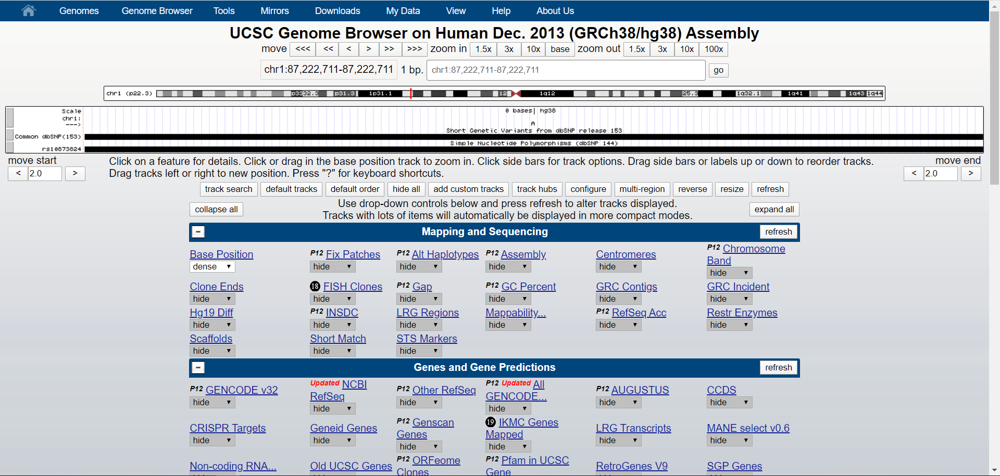 Genomes Genome Browser Tools Mirrors Downloads My Data View Help About Us
UCSC Genome Browser on Human Dec. 2013 (GRCh38/hg38) Assembly
move <<< << < > >> >>> zoom in 1.5x 3x 10x base zoom out 1.5x 3x 10x 100x
chr1:87,222,711-87,222,711 1 bp. chr1:87,222,711-87,222,711 go
chr1 (p22.3) p3332.3 p31.3 1p31.1 12 1q12 25.3 1q32.1 1q41 1q43 1q44
Scale 0 bases| hg38
chr1:
---> A
Short Genetic Variants from dbSNP release 153
Common dbSNP(153)
Simple Nucleotide Polymorphisms (dbSNP 144)
rs10873824
move start Click on a feature for details. Click or drag in the base position track to zoom in. Click side bars for track options. Drag side bars or labels up or down to reorder tracks. move end
< 2.0 > Drag tracks left or right to new position. Press "?" for keyboard shortcuts. < 2.0 >
track search default tracks default order hide all add custom tracks track hubs configure multi-region reverse resize refresh
collapse all Use drop-down controls below and press refresh to alter tracks displayed. expand all
Tracks with lots of items will automatically be displayed in more compact modes.
- Mapping and Sequencing refresh
Base Position P12 Fix Patches P12 Alt Haplotypes P12 Assembly Centromeres P12 Chromosome Band
dense hide hide hide hide hide
Clone Ends 18 FISH Clones P12 Gap P12 GC Percent GRC Contigs GRC Incident
hide hide hide hide hide hide
Hg19 Diff P12 INSDC LRG Regions Mappability... P12 RefSeq Acc Restr Enzymes
hide hide hide hide hide hide
Scaffolds Short Match STS Markers
hide hide hide
- Genes and Gene Predictions refresh
P12 GENCODE v32 Updated NCBI RefSeq P12 Other RefSeq P12 Updated All GENCODE... P12 AUGUSTUS CCDS
hide hide hide hide hide hide
CRISPR Targets Geneid Genes P12 Genscan Genes 19 IKMC Genes Mapped LRG Transcripts MANE select v0.6
hide hide hide hide hide hide
Non-coding RNA... Old UCSC Genes P12 ORFeome Clones P12 Pfam in UCSC Gene RetroGenes V9 SGP Genes